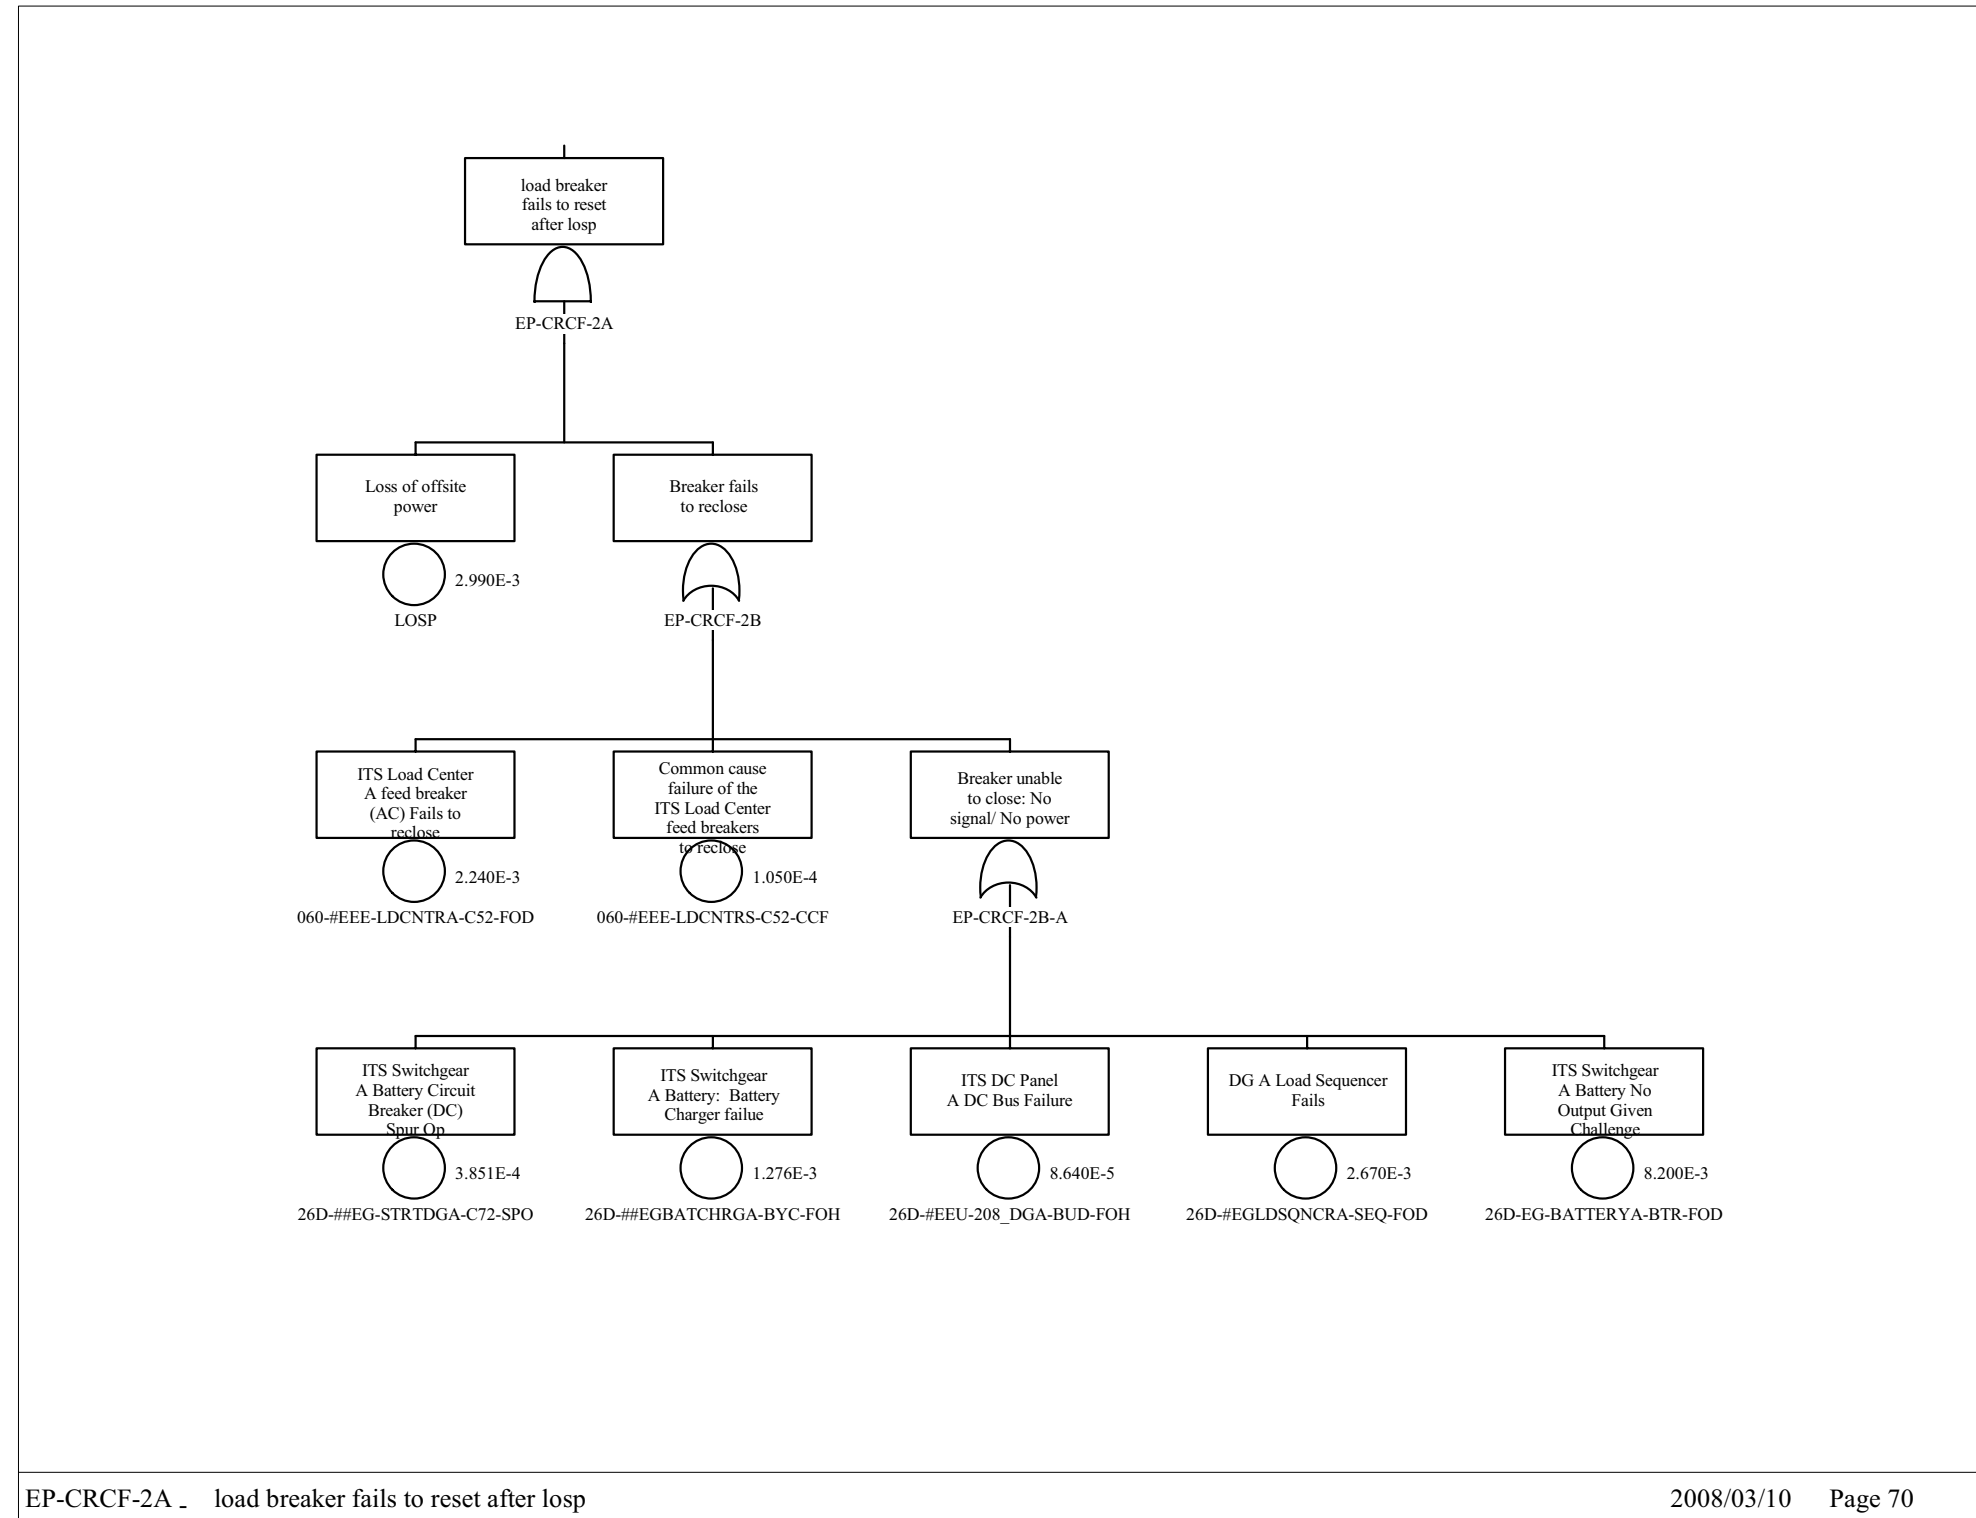 load breaker
fails to reset
after losp
EP-CRCF-2A
Loss of offsite
power
2.990E-3
LOSP
Breaker fails
to reclose
EP-CRCF-2B
ITS Load Center
A feed breaker
(AC) Fails to
reclose
2.240E-3
060-#EEE-LDCNTRA-C52-FOD
Common cause
failure of the
ITS Load Center
feed breakers
to reclose
1.050E-4
060-#EEE-LDCNTRS-C52-CCF
Breaker unable
to close: No
signal/ No power
EP-CRCF-2B-A
ITS Switchgear
A Battery Circuit
Breaker (DC)
Spur Op
3.851E-4
26D-##EG-STRTDGA-C72-SPO
ITS Switchgear
A Battery:  Battery
Charger failue
1.276E-3
26D-##EGBATCHRGA-BYC-FOH
ITS DC Panel
A DC Bus Failure
8.640E-5
26D-#EEU-208_DGA-BUD-FOH
DG A Load Sequencer
Fails
2.670E-3
26D-#EGLDSQNCRA-SEQ-FOD
ITS Switchgear
A Battery No
Output Given
Challenge
8.200E-3
26D-EG-BATTERYA-BTR-FOD
EP-CRCF-2A - load breaker fails to reset after losp
2008/03/10 Page 70